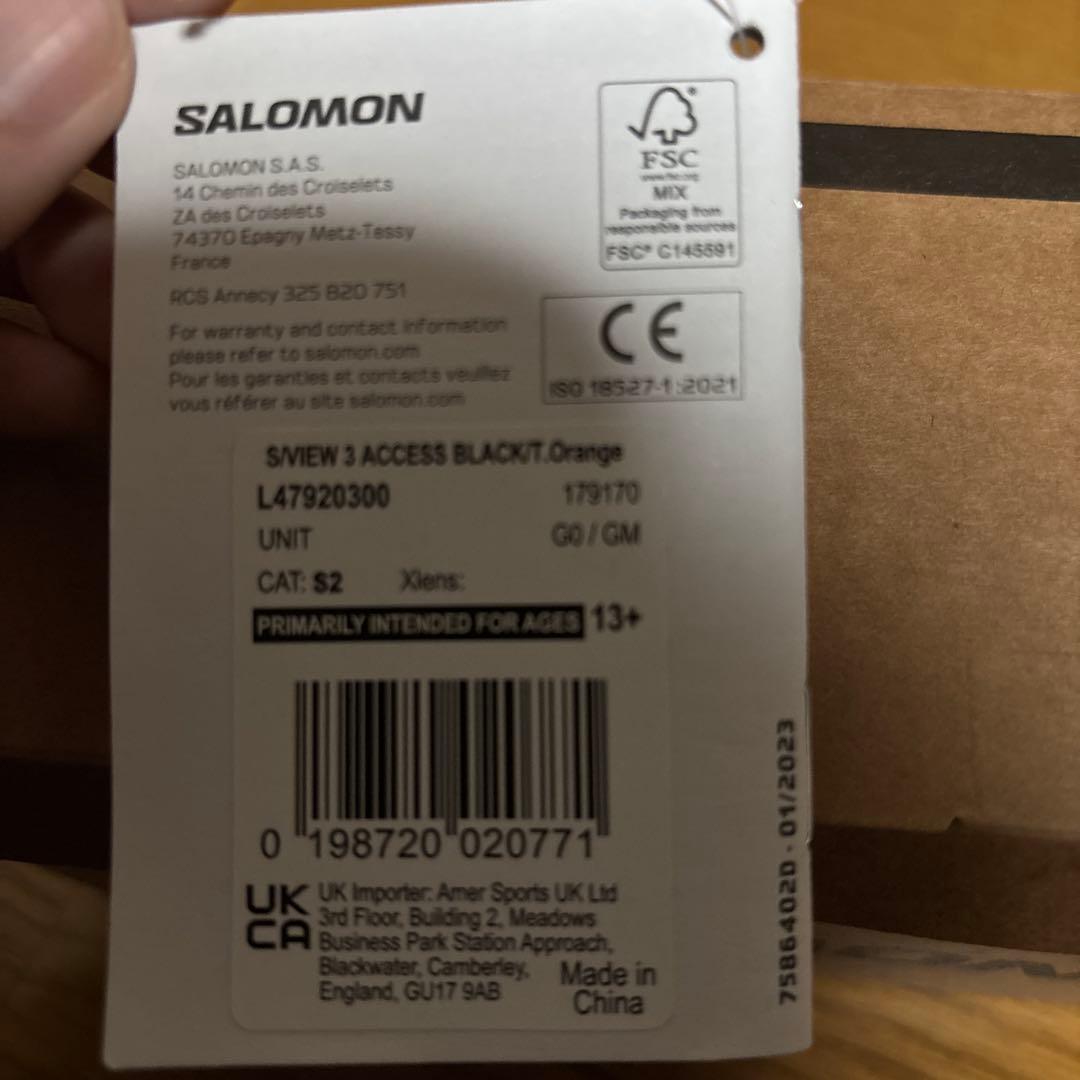 SALOMON
SALOMON S.A.S.
14 Chemin des Croiselets
ZA des Croiselets
74370 Epagny Metz-Tessy
France
RCS Annecy 325 820 751
For warranty and contact information
please refer to salomon.com
Pour les garanties et contacts veuillez
vous référer au site salomon.com
FSC
www.fsc.org
MIX
Packaging from
responsible sources
FSC® C145591
CE
ISO 18527-1:2021
S/VIEW 3 ACCESS BLACK/T.Orange
L47920300 179170
UNIT G0 / GM
CAT: S2 Xlens:
PRIMARILY INTENDED FOR AGES 13+
0 198720 020771
UK
CA
UK Importer: Amer Sports UK Ltd
3rd Floor, Building 2, Meadows
Business Park Station Approach,
Blackwater, Camberley,
England, GU17 9AB
Made in
China
7586402D · 01/2023